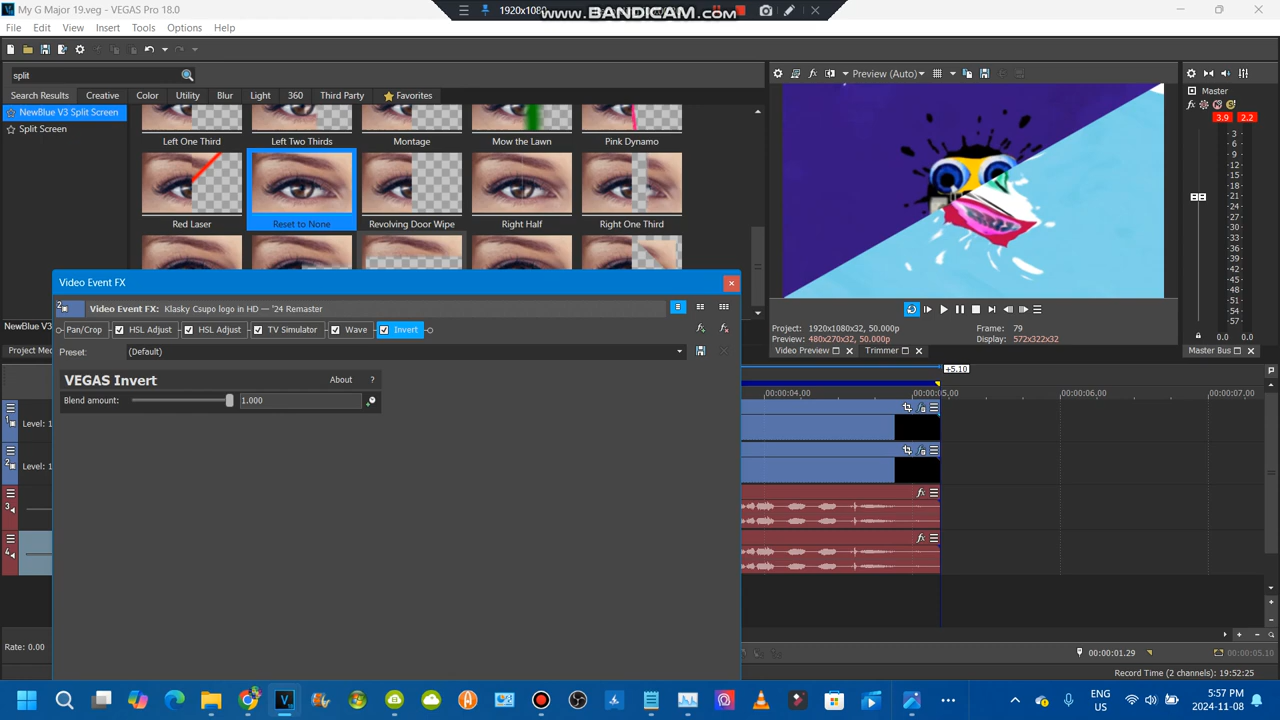 My G Major 19.veg - VEGAS Pro 18.0
1920x1080
www.BANDICAM.com
File Edit View Insert Tools Options Help
split
Search Results Creative Color Utility Blur Light 360 Third Party Favorites
NewBlue V3 Split Screen
Split Screen
Left One Third Left Two Thirds Montage Mow the Lawn Pink Dynamo
Red Laser Reset to None Revolving Door Wipe Right Half Right One Third
Preview (Auto)
Project: 1920x1080x32, 50.000p
Frame: 79
Preview: 480x270x32, 50.000p
Display: 572x322x32
Video Preview Trimmer
Master
3.9 2.2
3
6
9
12
15
18
21
24
27
30
33
36
39
42
45
48
51
54
57
0.0 0.0
Master Bus
Video Event FX
Video Event FX: Klasky Csupo logo in HD — '24 Remaster
Pan/Crop HSL Adjust HSL Adjust TV Simulator Wave Invert
Preset: (Default)
VEGAS Invert About ?
Blend amount: 1.000
NewBlue V3
Project Med
+5.10
00:00:04.00 00:00:05.00 00:00:06.00 00:00:07.00
1 Level: 1
2 Level: 1
3
4
Rate: 0.00
00:00:01.29 00:00:05.10
Record Time (2 channels): 19:52:25
ENG
US
5:57 PM
2024-11-08